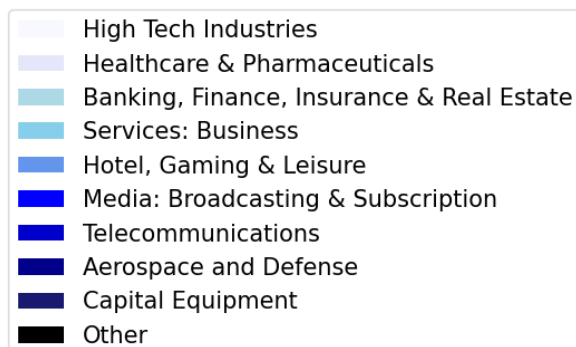 High Tech Industries
Healthcare & Pharmaceuticals
Banking, Finance, Insurance & Real Estate
Services: Business
Hotel, Gaming & Leisure
Media: Broadcasting & Subscription
Telecommunications
Aerospace and Defense
Capital Equipment
Other